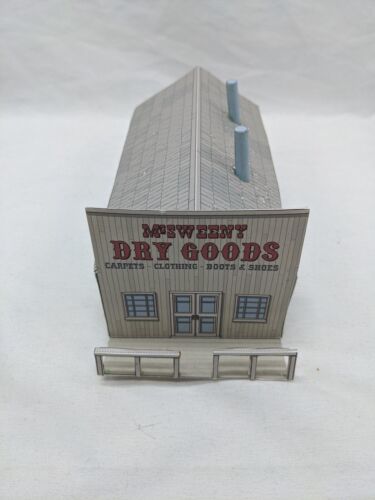 McSWEENY
DRY GOODS
CARPETS - CLOTHING - BOOTS & SHOES